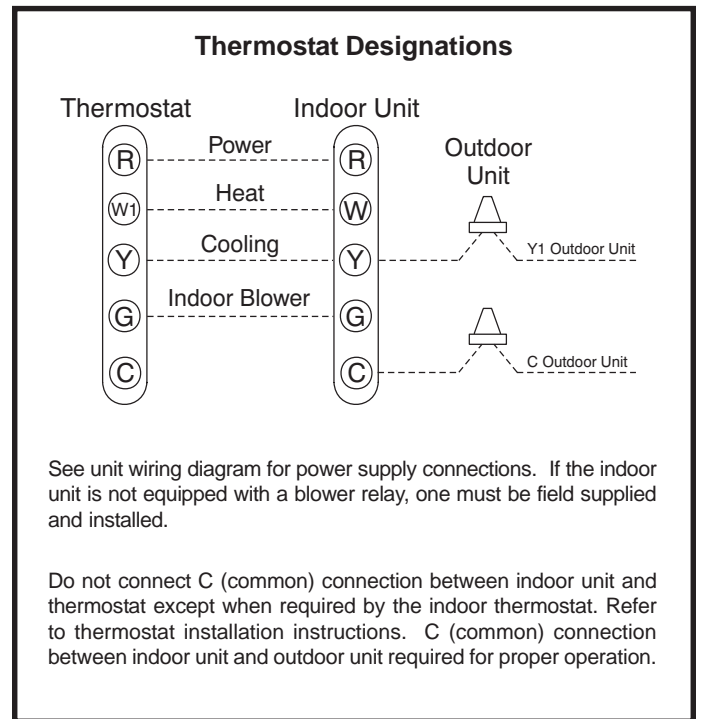 Thermostat Designations
Thermostat
Indoor Unit
Outdoor
Unit
R
Power
R
W1
Heat
W
Y
Cooling
Y
Y1 Outdoor Unit
G
Indoor Blower
G
C
C
C Outdoor Unit
See unit wiring diagram for power supply connections. If the indoor
unit is not equipped with a blower relay, one must be field supplied
and installed.
Do not connect C (common) connection between indoor unit and
thermostat except when required by the indoor thermostat. Refer
to thermostat installation instructions. C (common) connection
between indoor unit and outdoor unit required for proper operation.